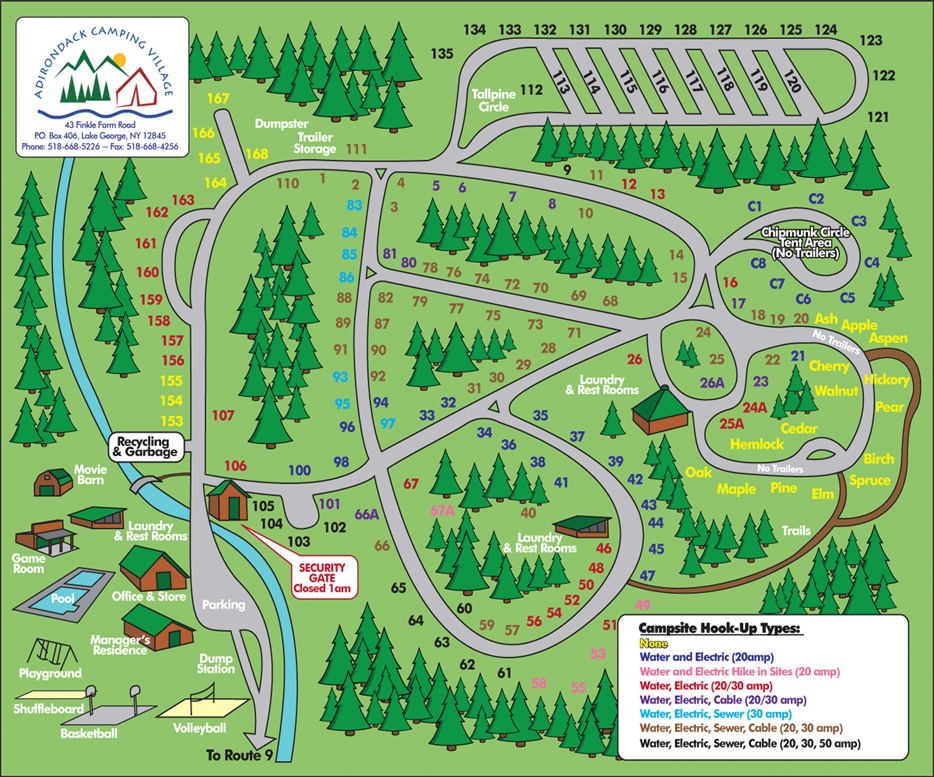 ADIRONDACK CAMPING VILLAGE
43 Finkle Farm Road
P.O. Box 406, Lake George, NY 12845
Phone: 518-668-5226 ~ Fax: 518-668-4256
134 133 132 131 130 129 128 127 126 125 124
135
123
122
121
112 113 114 115 116 117 118 119 120
Tallpine
Circle
167
166
165
164
168
Dumpster
Trailer
Storage
111
163
162
161
160
159
158
157
156
155
154
153
107
110 1 2 4 5 6 7 8 9 11 12 13
3 10
83
84
85
86
81 80 78 76 74 72 70 69 68
14
15
88 82 79 77 75 73 71
89 87
91 90
93 92
95 94
96 97
28
29
30
31
32
33
34
35
36
37
38
39
40
41
42
43
44
45
46
47
48
49
50
51
52
53
54
55
56
57
58
59
60
61
62
63
64
65
66
66A
67
67A
98
100
101
102
103
104
105
106
C1 C2 C3 C4 C5 C6 C7 C8
Chipmunk Circle
Tent Area
(No Trailers)
16
17
18 19 20
Ash
Apple
Aspen
No Trailers
24
25
26
26A
22
21
23
24A
25A
Cherry
Walnut
Hickory
Pear
Cedar
Hemlock
Birch
Spruce
No Trailers
Oak
Maple
Pine
Elm
Trails
Laundry
& Rest Rooms
Laundry
& Rest Rooms
Recycling
& Garbage
Movie
Barn
Laundry
& Rest Rooms
Game
Room
Office & Store
Pool
Manager's
Residence
Playground
Shuffleboard
Basketball
Volleyball
Parking
Dump
Station
To Route 9
SECURITY
GATE
Closed 1am
Campsite Hook-Up Types:
None
Water and Electric (20amp)
Water and Electric Hike in Sites (20 amp)
Water, Electric (20/30 amp)
Water, Electric, Cable (20/30 amp)
Water, Electric, Sewer (30 amp)
Water, Electric, Sewer, Cable (20, 30 amp)
Water, Electric, Sewer, Cable (20, 30, 50 amp)